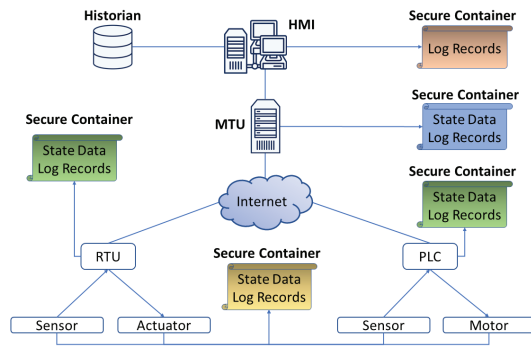 Historian
HMI
Secure Container
Log Records
Secure Container
State Data
Log Records
MTU
Secure Container
State Data
Log Records
Internet
Secure Container
State Data
Log Records
RTU
Secure Container
State Data
Log Records
PLC
Sensor
Actuator
Sensor
Motor